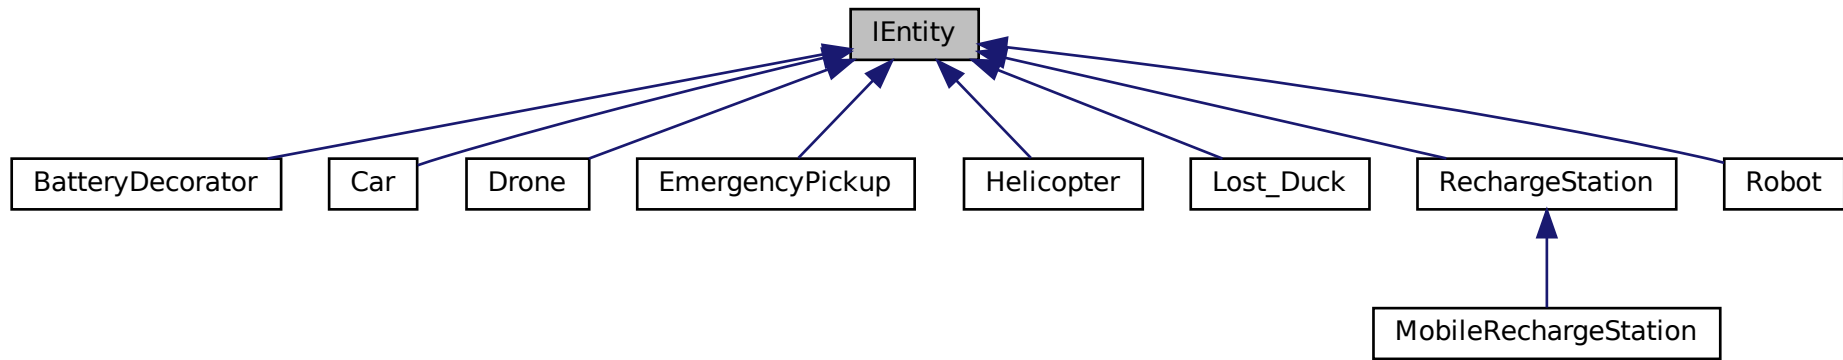 IEntity
BatteryDecorator
Car
Drone
EmergencyPickup
Helicopter
Lost_Duck
RechargeStation
Robot
MobileRechargeStation